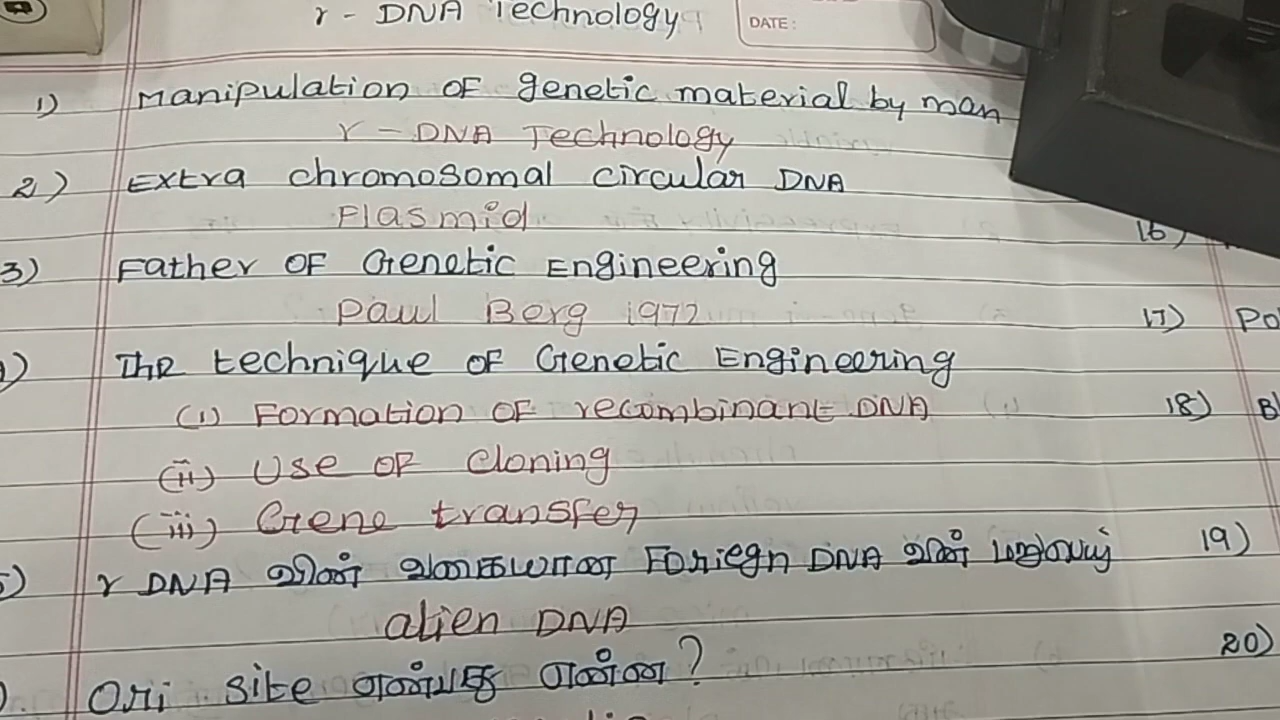 r - DNA Technology
DATE:
1) Manipulation of genetic material by man
r - DNA Technology
2) Extra chromosomal circular DNA
Plasmid
3) Father of Genetic Engineering
Paul Berg 1972
The technique of Genetic Engineering
(i) Formation of recombinant DNA
(ii) Use of cloning
(iii) Gene transfer
r DNA வின் வகையான Foriegn DNA வின் மறுபெயர்
alien DNA
Ori site என்பது என்ன?
16)
17) Po
18) B
19)
20)